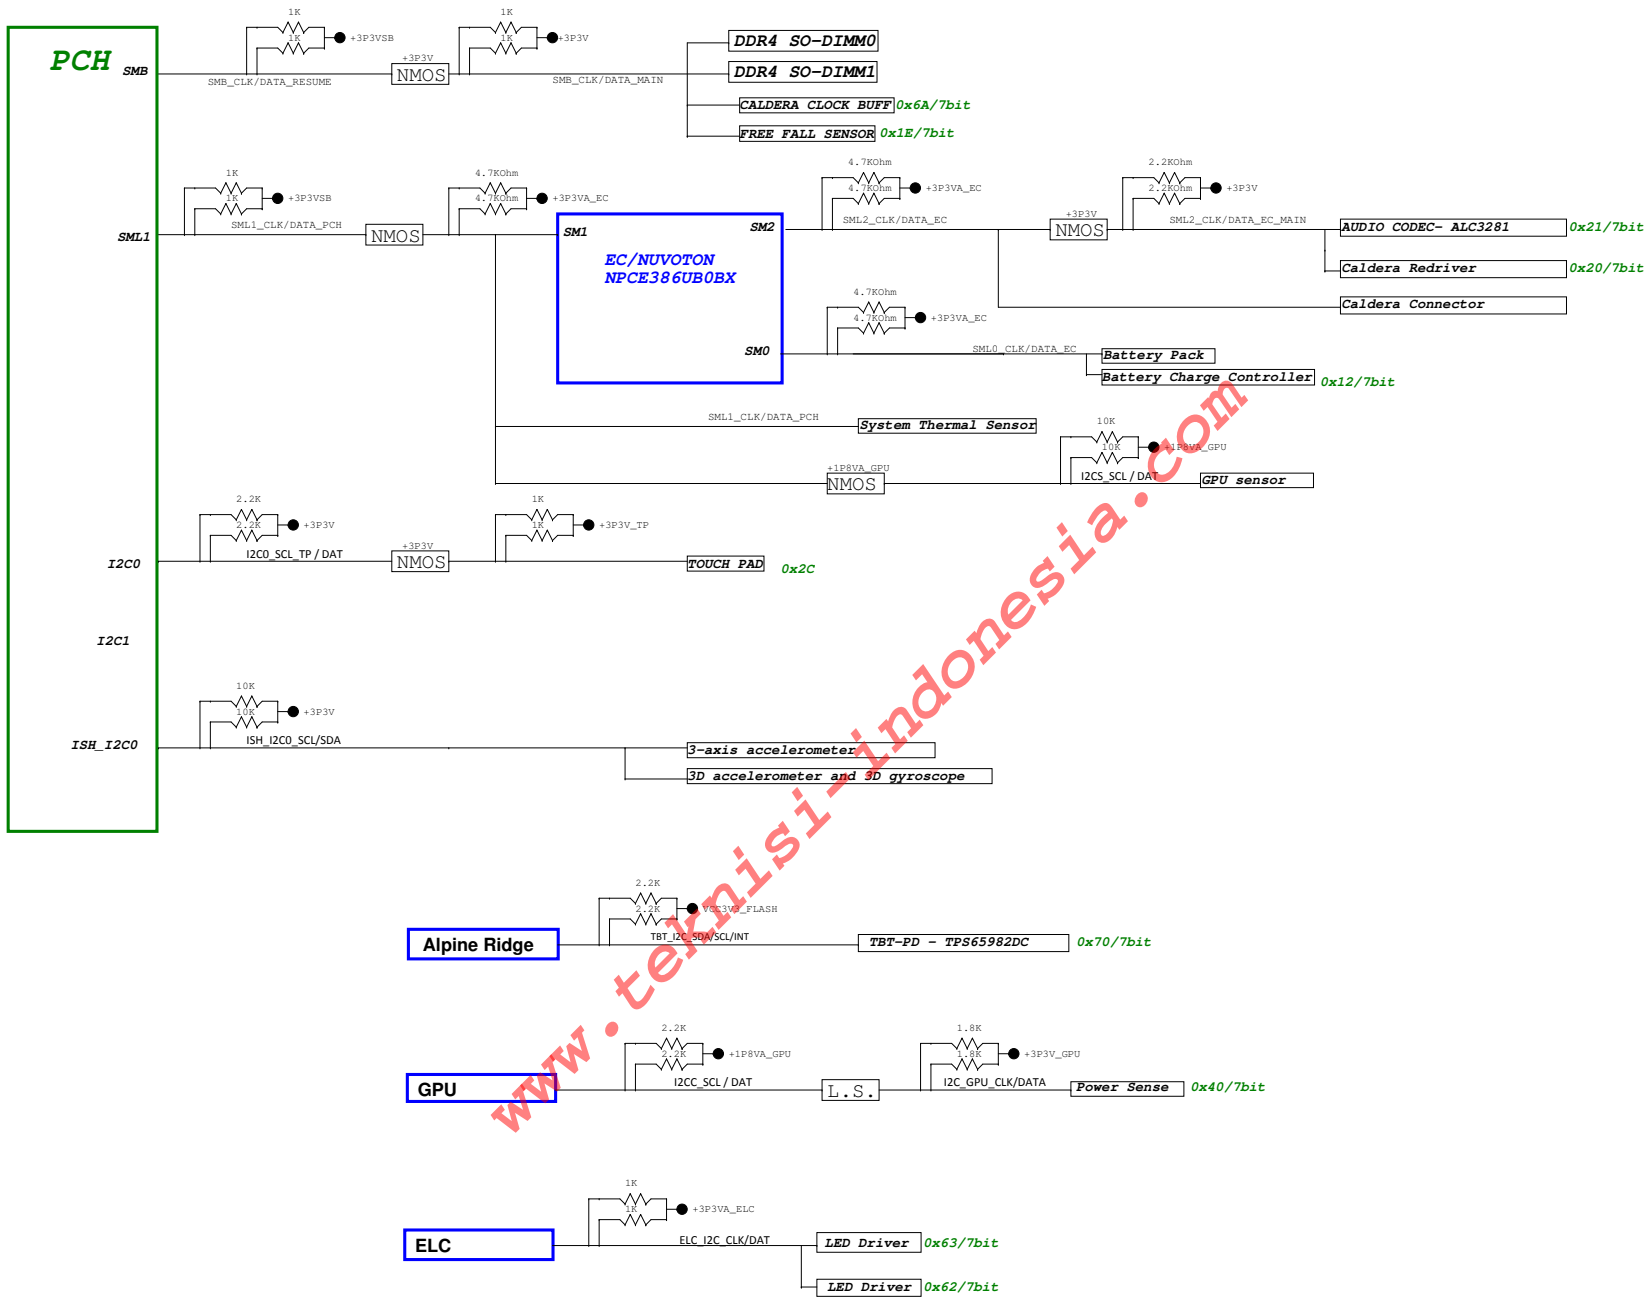 PCH
SMB
1K
1K
+3P3VSB
SMB_CLK/DATA_RESUME
+3P3V
NMOS
1K
1K
+3P3V
SMB_CLK/DATA_MAIN
DDR4 SO-DIMM0
DDR4 SO-DIMM1
CALDERA CLOCK BUFF 0x6A/7bit
FREE FALL SENSOR 0x1E/7bit
SML1
1K
1K
+3P3VSB
SML1_CLK/DATA_PCH
NMOS
4.7KOhm
4.7KOhm
+3P3VA_EC
SM1
EC/NUVOTON
NPCE386UB0BX
SM2
SM0
4.7KOhm
4.7KOhm
+3P3VA_EC
SML2_CLK/DATA_EC
+3P3V
NMOS
2.2KOhm
2.2KOhm
+3P3V
SML2_CLK/DATA_EC_MAIN
AUDIO CODEC- ALC3281 0x21/7bit
Caldera Redriver 0x20/7bit
Caldera Connector
4.7KOhm
4.7KOhm
+3P3VA_EC
SML0_CLK/DATA_EC
Battery Pack
Battery Charge Controller 0x12/7bit
SML1_CLK/DATA_PCH
System Thermal Sensor
+1P8VA_GPU
NMOS
10K
10K
+1P8VA_GPU
I2CS_SCL / DAT
GPU sensor
I2C0
2.2K
2.2K
+3P3V
I2C0_SCL_TP / DAT
+3P3V
NMOS
1K
1K
+3P3V_TP
TOUCH PAD 0x2C
I2C1
ISH_I2C0
10K
10K
+3P3V
ISH_I2C0_SCL/SDA
3-axis accelerometer
3D accelerometer and 3D gyroscope
Alpine Ridge
2.2K
2.2K
VCC3V3_FLASH
TBT_I2C_SDA/SCL/INT
TBT-PD - TPS65982DC 0x70/7bit
GPU
2.2K
2.2K
+1P8VA_GPU
I2CC_SCL / DAT
L.S.
1.8K
1.8K
+3P3V_GPU
I2C_GPU_CLK/DATA
Power Sense 0x40/7bit
ELC
1K
1K
+3P3VA_ELC
ELC_I2C_CLK/DAT
LED Driver 0x63/7bit
LED Driver 0x62/7bit
www.teknisi-indonesia.com